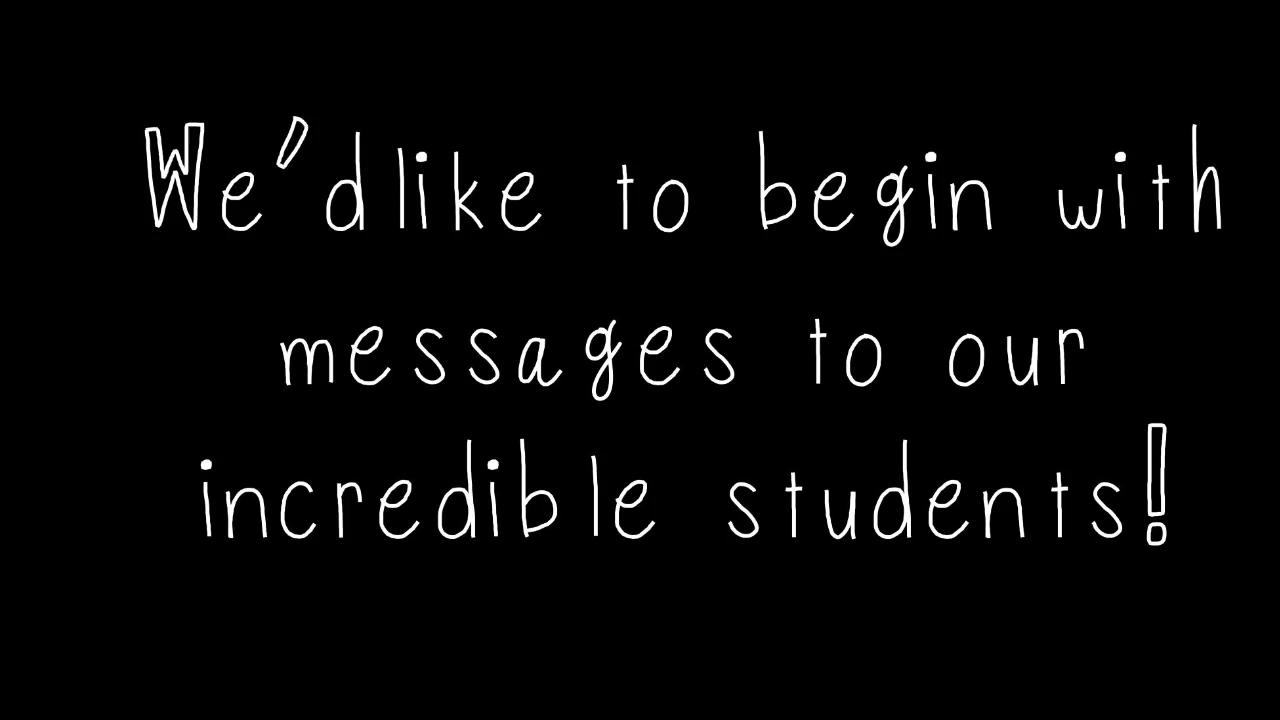 We'dlike to begin with
messages to our
incredible students!